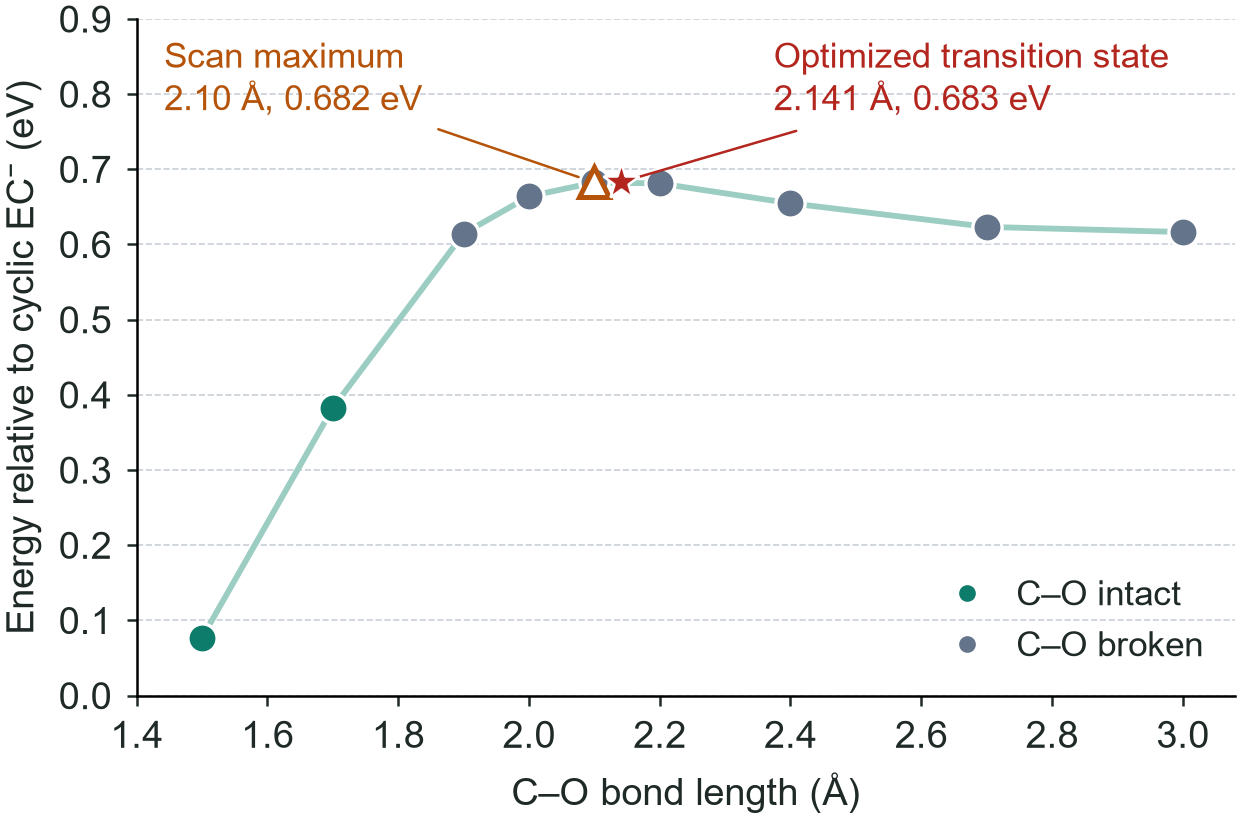 Scan maximum
2.10 Å, 0.682 eV
Optimized transition state
2.141 Å, 0.683 eV
Energy relative to cyclic EC⁻ (eV)
0.9
0.8
0.7
0.6
0.5
0.4
0.3
0.2
0.1
0.0
C–O intact
C–O broken
1.4 1.6 1.8 2.0 2.2 2.4 2.6 2.8 3.0
C–O bond length (Å)